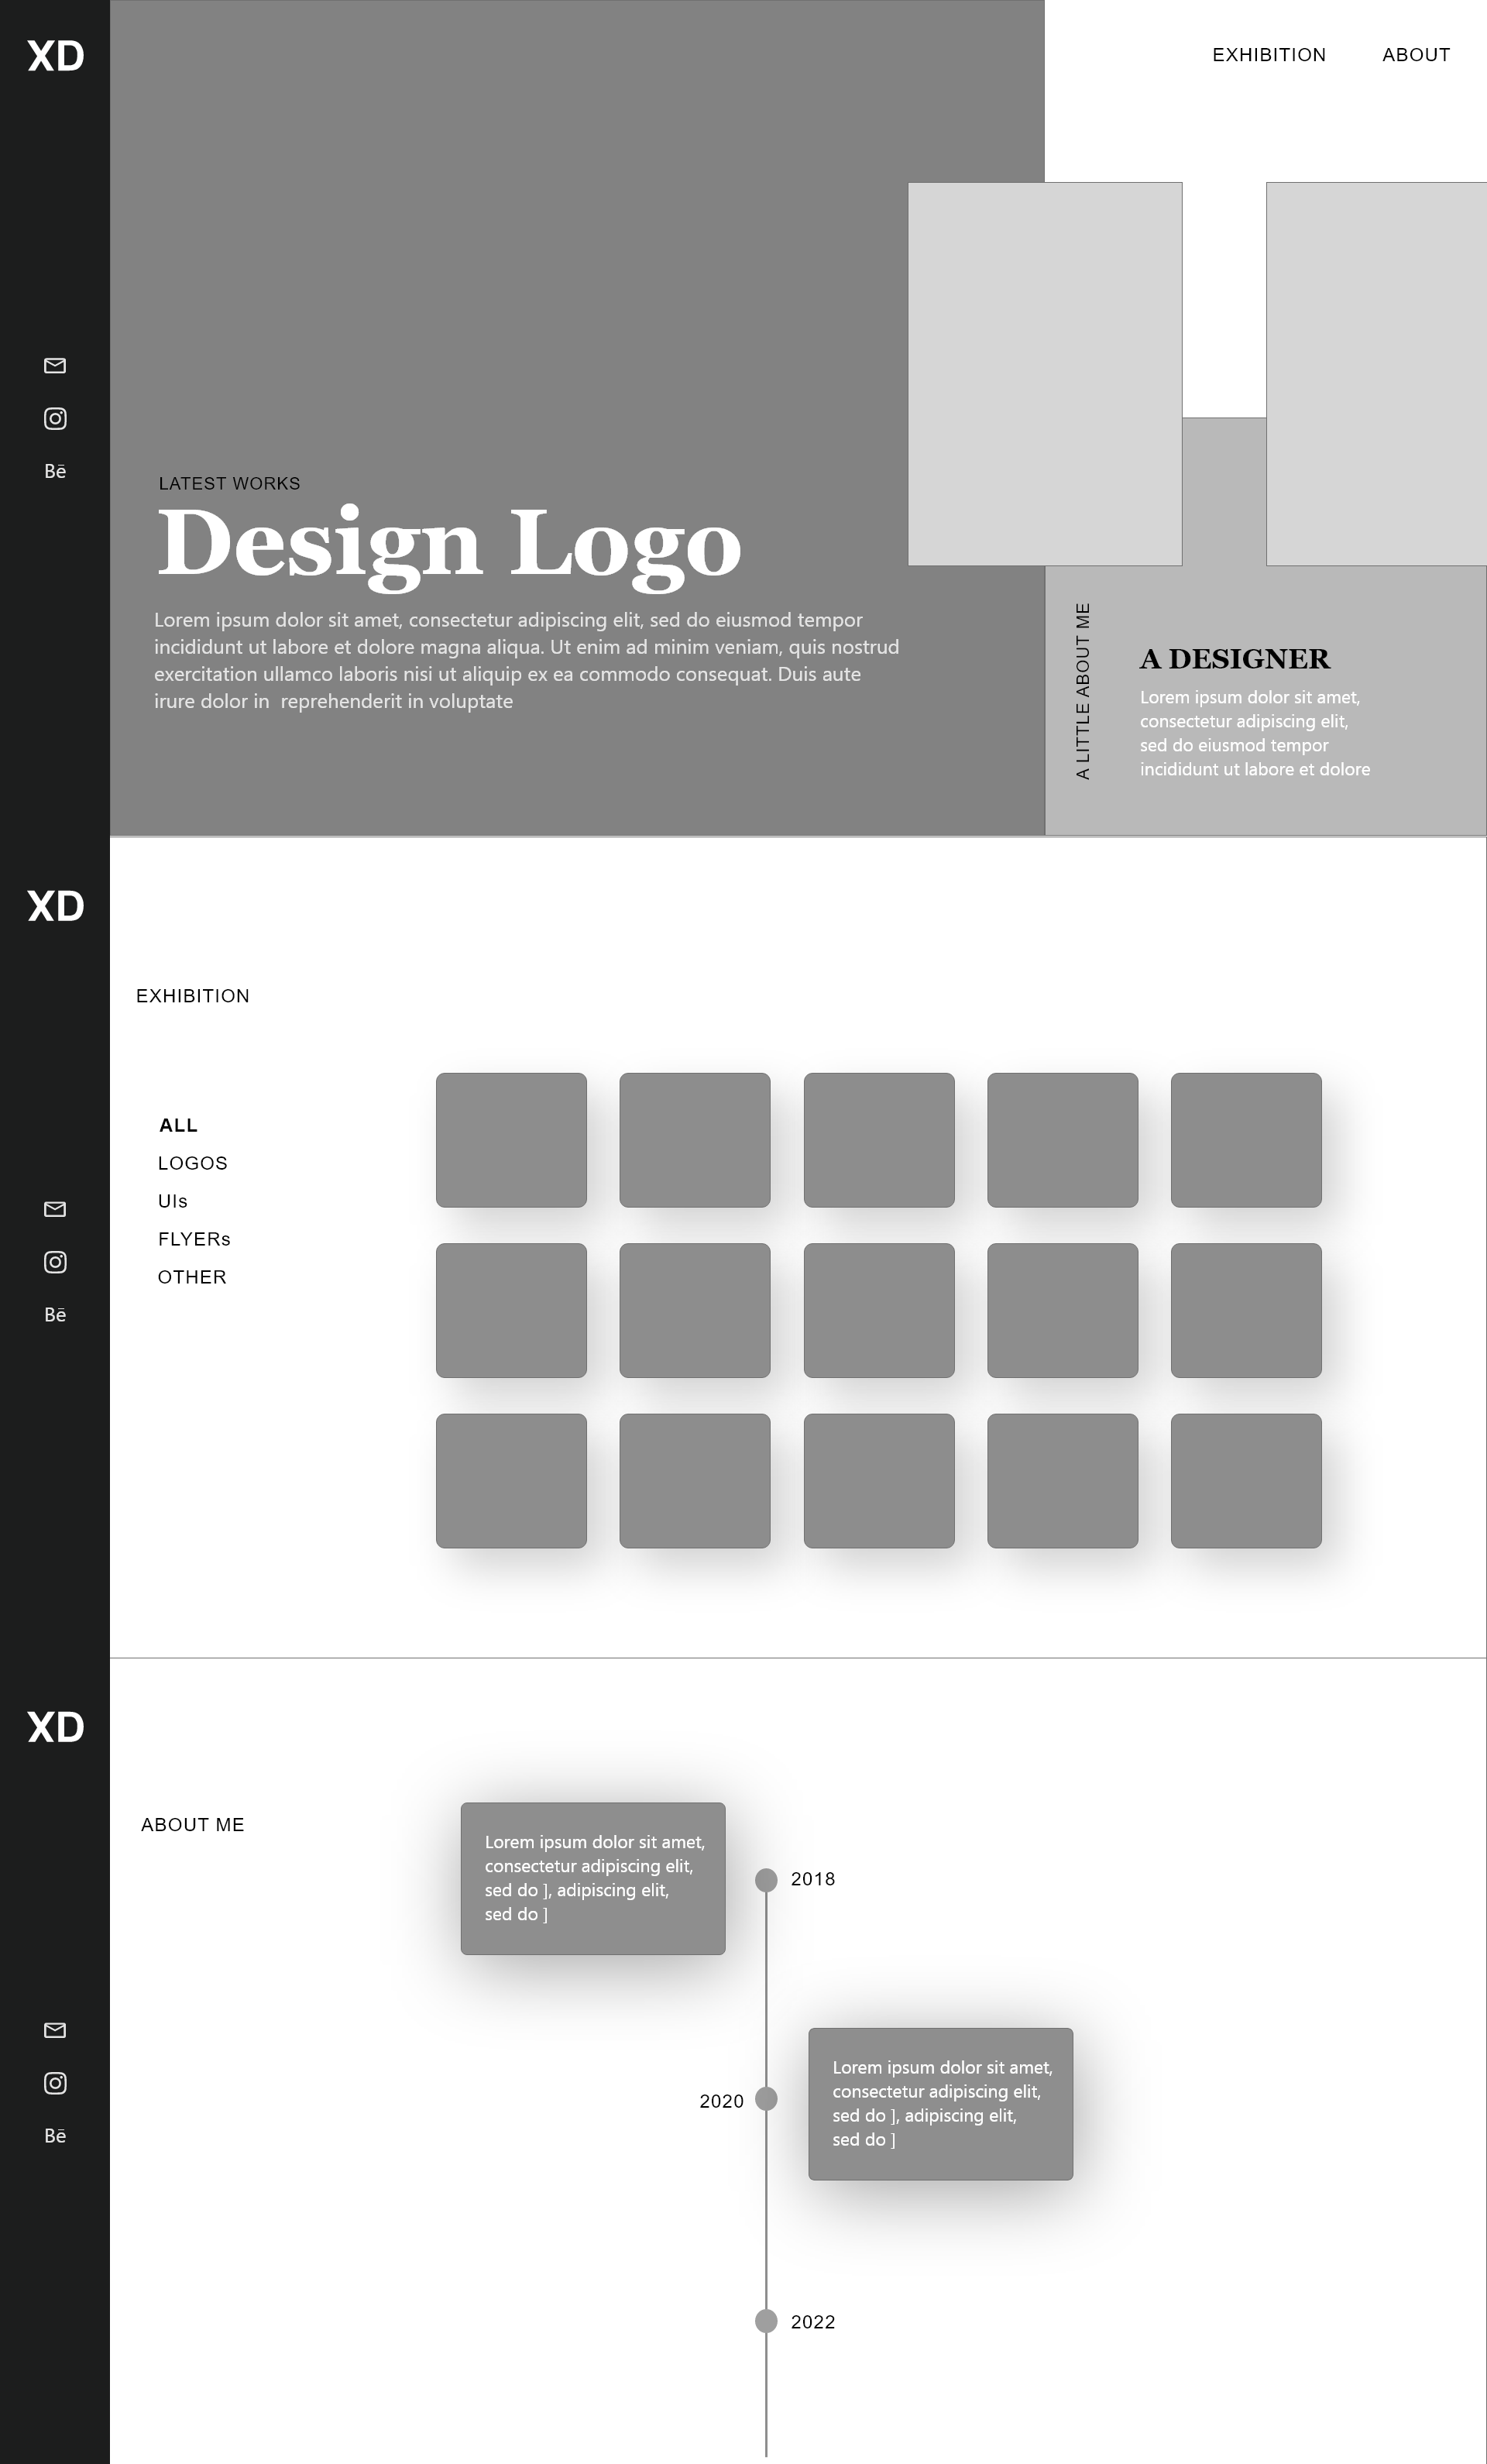 XD
EXHIBITION
ABOUT
Bē
LATEST WORKS
Design Logo
Lorem ipsum dolor sit amet, consectetur adipiscing elit, sed do eiusmod tempor
incididunt ut labore et dolore magna aliqua. Ut enim ad minim veniam, quis nostrud
exercitation ullamco laboris nisi ut aliquip ex ea commodo consequat. Duis aute
irure dolor in  reprehenderit in voluptate
A LITTLE ABOUT ME
A DESIGNER
Lorem ipsum dolor sit amet,
consectetur adipiscing elit,
sed do eiusmod tempor
incididunt ut labore et dolore
XD
EXHIBITION
ALL
LOGOS
UIs
FLYERs
OTHER
Bē
XD
ABOUT ME
Lorem ipsum dolor sit amet,
consectetur adipiscing elit,
sed do ], adipiscing elit,
sed do ]
2018
Bē
2020
Lorem ipsum dolor sit amet,
consectetur adipiscing elit,
sed do ], adipiscing elit,
sed do ]
2022